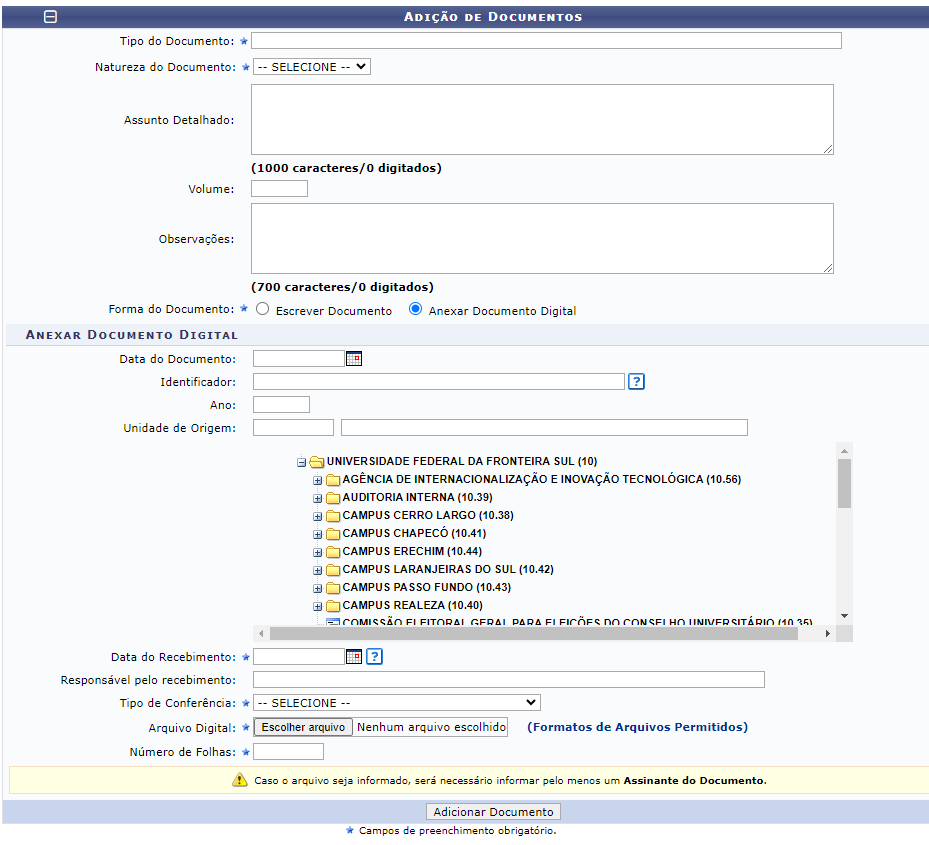 Adição de Documentos
Tipo do Documento:
Natureza do Documento: -- SELECIONE --
Assunto Detalhado:
(1000 caracteres/0 digitados)
Volume:
Observações:
(700 caracteres/0 digitados)
Forma do Documento: Escrever Documento Anexar Documento Digital
Anexar Documento Digital
Data do Documento:
Identificador: ?
Ano:
Unidade de Origem:
UNIVERSIDADE FEDERAL DA FRONTEIRA SUL (10)
AGÊNCIA DE INTERNACIONALIZAÇÃO E INOVAÇÃO TECNOLÓGICA (10.56)
AUDITORIA INTERNA (10.39)
CAMPUS CERRO LARGO (10.38)
CAMPUS CHAPECÓ (10.41)
CAMPUS ERECHIM (10.44)
CAMPUS LARANJEIRAS DO SUL (10.42)
CAMPUS PASSO FUNDO (10.43)
CAMPUS REALEZA (10.40)
COMISSÃO ELEITORAL GERAL PARA ELEIÇÕES DO CONSELHO UNIVERSITÁRIO (10.35)
Data do Recebimento: ?
Responsável pelo recebimento:
Tipo de Conferência: -- SELECIONE --
Arquivo Digital: Escolher arquivo Nenhum arquivo escolhido (Formatos de Arquivos Permitidos)
Número de Folhas:
Caso o arquivo seja informado, será necessário informar pelo menos um Assinante do Documento.
Adicionar Documento
Campos de preenchimento obrigatório.